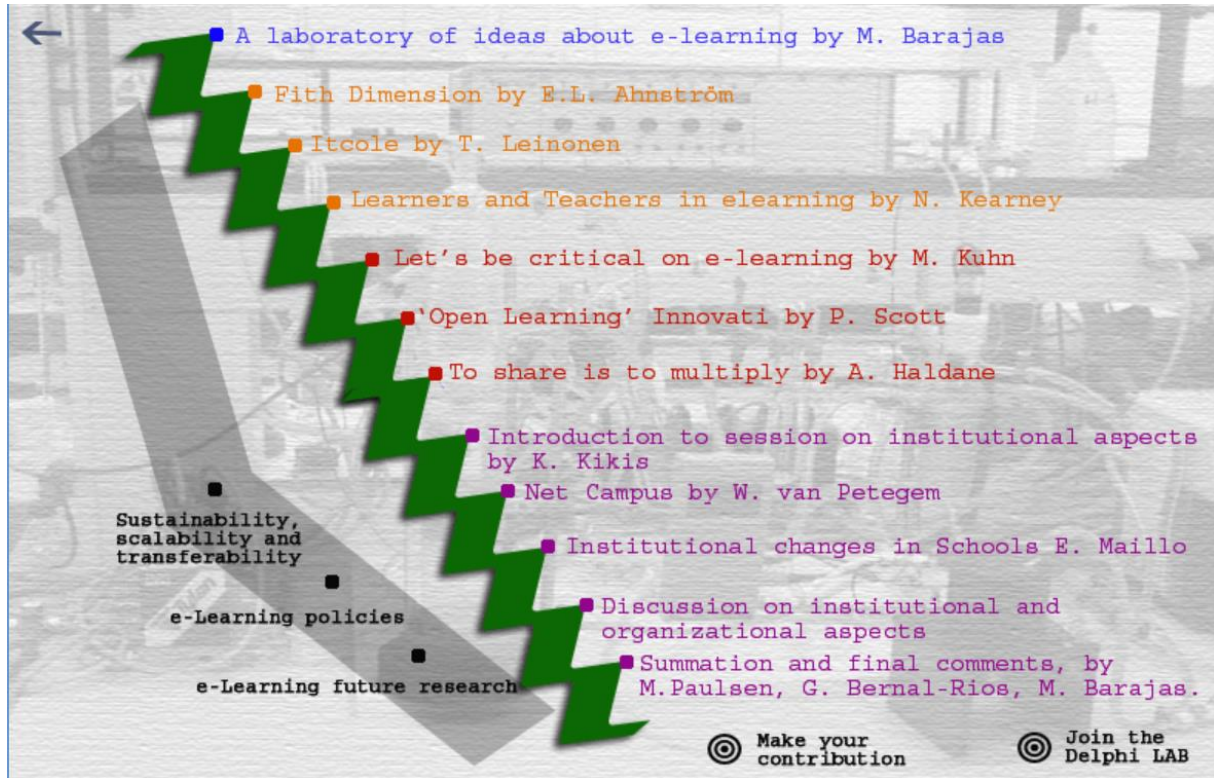 A laboratory of ideas about e-learning by M. Barajas
Fith Dimension by E.L. Ahnström
Itcole by T. Leinonen
Learners and Teachers in elearning by N. Kearney
Let's be critical on e-learning by M. Kuhn
'Open Learning' Innovati by P. Scott
To share is to multiply by A. Haldane
Introduction to session on institutional aspects
by K. Kikis
Net Campus by W. van Petegem
Institutional changes in Schools E. Maillo
Discussion on institutional and
organizational aspects
Summation and final comments, by
M.Paulsen, G. Bernal-Rios, M. Barajas.
Sustainability,
scalability and
transferability
e-Learning policies
e-Learning future research
Make your
contribution
Join the
Delphi LAB